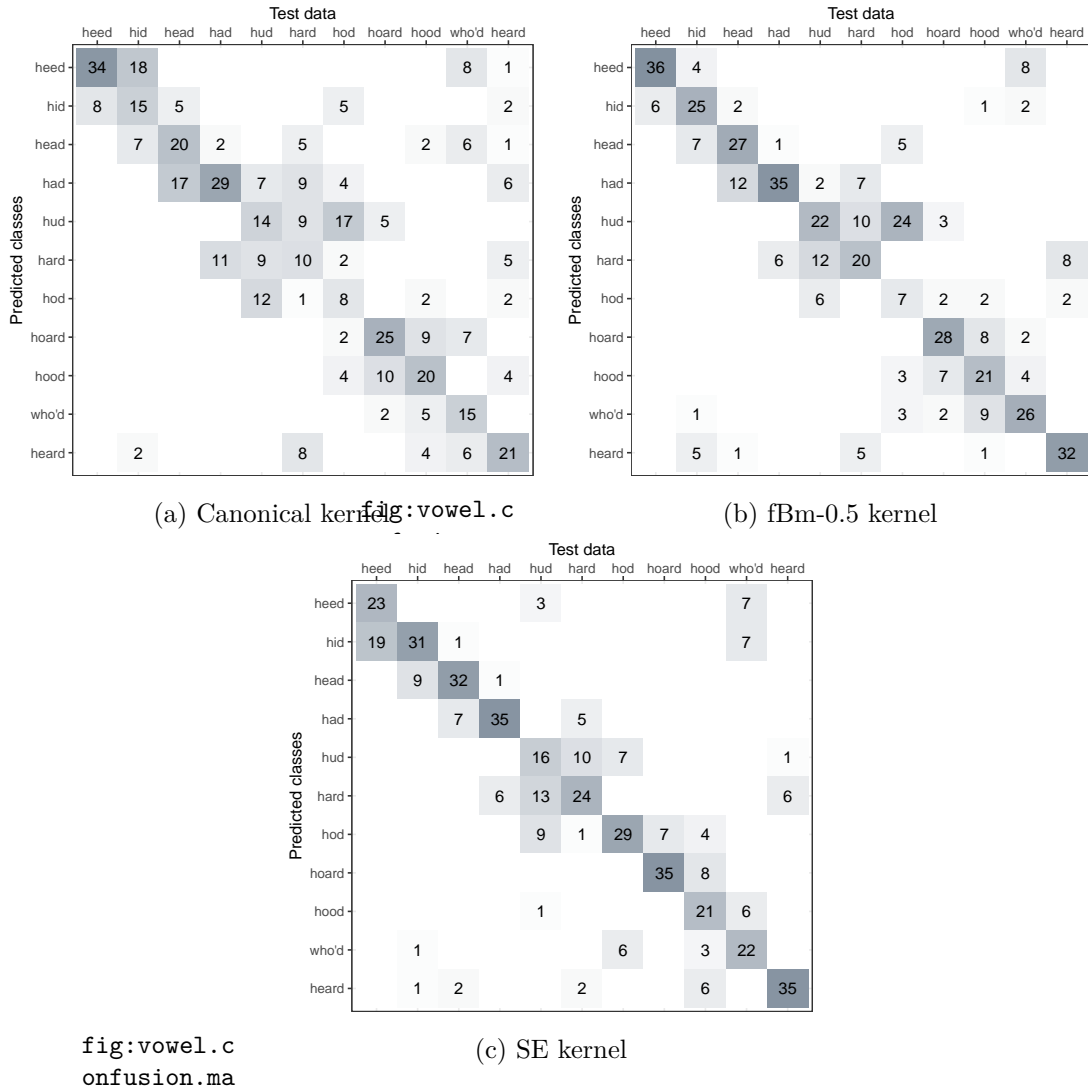 Test data
heed hid head had hud hard hod hoard hood who'd heard
Predicted classes
heed 34 18 8 1
hid 8 15 5 5 2
head 7 20 2 5 2 6 1
had 17 29 7 9 4 6
hud 14 9 17 5
hard 11 9 10 2 5
hod 12 1 8 2 2
hoard 2 25 9 7
hood 4 10 20 4
who'd 2 5 15
heard 2 8 4 6 21
(a) Canonical kernel
fig:vowel.c
Test data
heed hid head had hud hard hod hoard hood who'd heard
Predicted classes
heed 36 4 8
hid 6 25 2 1 2
head 7 27 1 5
had 12 35 2 7
hud 22 10 24 3
hard 6 12 20 8
hod 6 7 2 2 2
hoard 28 8 2
hood 3 7 21 4
who'd 1 3 2 9 26
heard 5 1 5 1 32
(b) fBm-0.5 kernel
Test data
heed hid head had hud hard hod hoard hood who'd heard
Predicted classes
heed 23 3 7
hid 19 31 1 7
head 9 32 1
had 7 35 5
hud 16 10 7 1
hard 6 13 24 6
hod 9 1 29 7 4
hoard 35 8
hood 1 21 6
who'd 1 6 3 22
heard 1 2 2 6 35
(c) SE kernel
fig:vowel.c
onfusion.ma